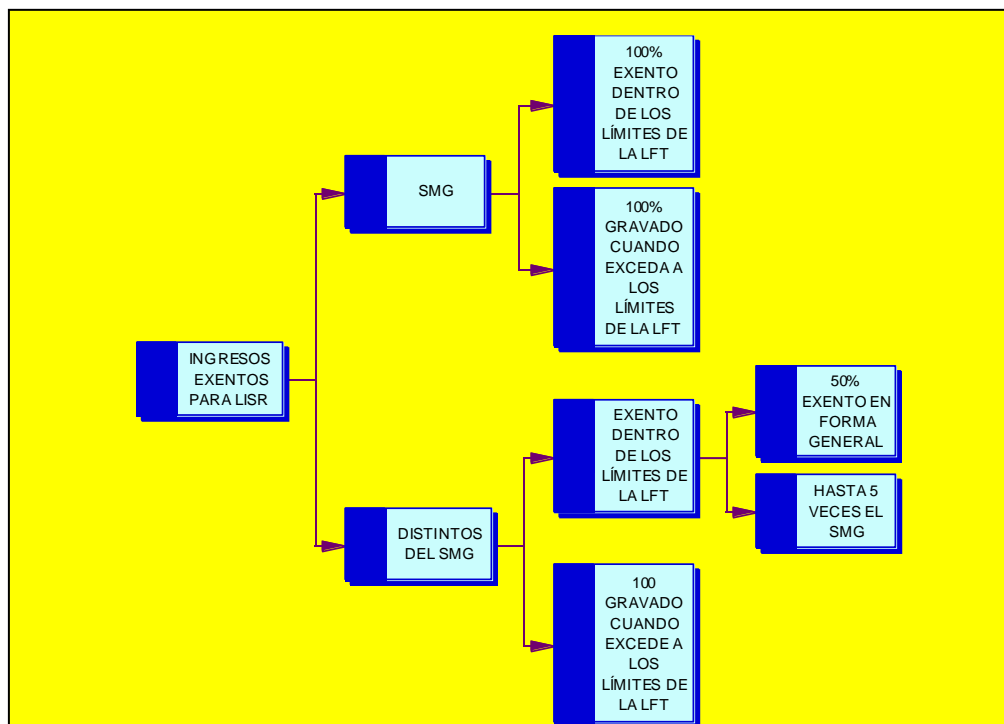 INGRESOS
EXENTOS
PARA LISR
SMG
100%
EXENTO
DENTRO
DE LOS
LÍMITES DE
LA LFT
100%
GRAVADO
CUANDO
EXCEDA A
LOS
LÍMITES
DE LA LFT
DISTINTOS
DEL SMG
EXENTO
DENTRO
DE LOS
LÍMITES DE
LA LFT
50%
EXENTO EN
FORMA
GENERAL
HASTA 5
VECES EL
SMG
100
GRAVADO
CUANDO
EXCEDE A
LOS
LÍMITES DE
LA LFT